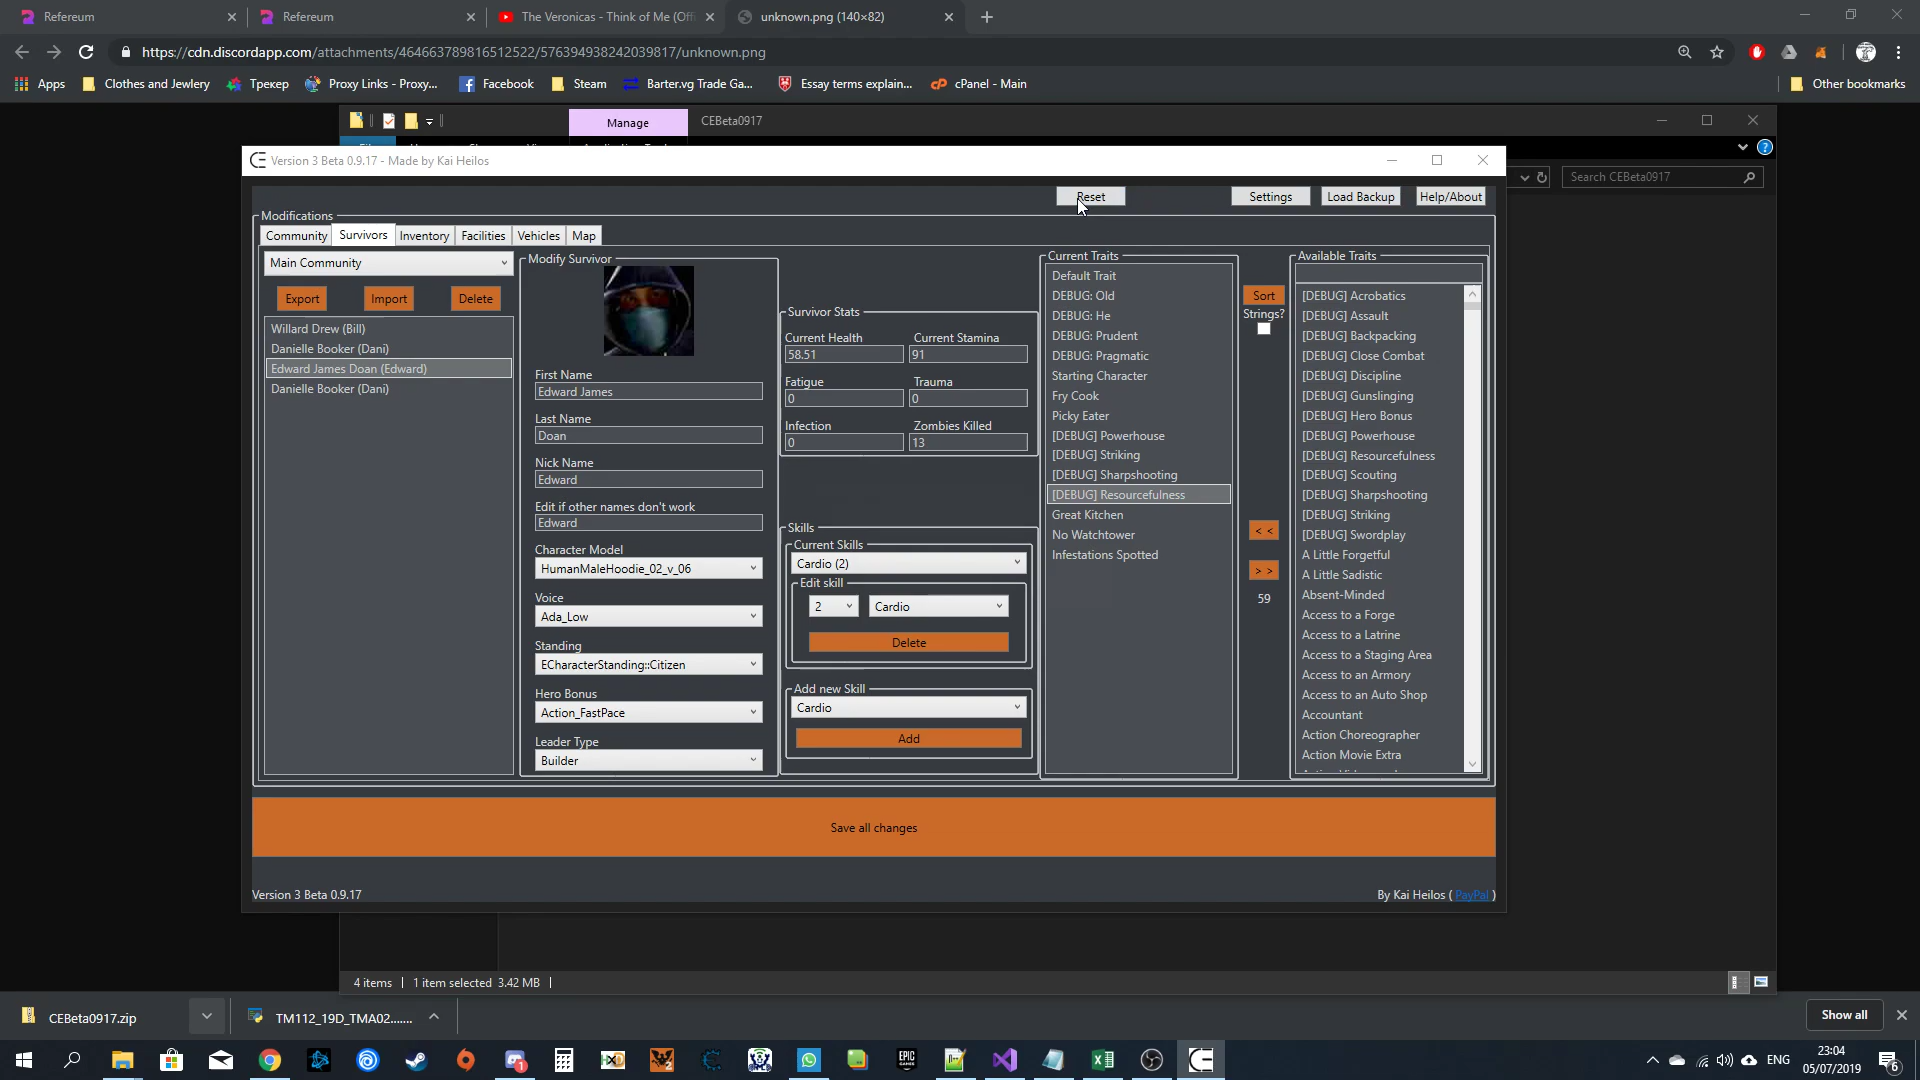 Refereum
Refereum
The Veronicas - Think of Me (Offi
unknown.png (140×82)
https://cdn.discordapp.com/attachments/464663789816512522/576394938242039817/unknown.png
Apps
Clothes and Jewlery
Трекер
Proxy Links - Proxy...
Facebook
Steam
Barter.vg Trade Ga...
Essay terms explain...
cPanel - Main
Other bookmarks
Manage
CEBeta0917
Version 3 Beta 0.9.17 - Made by Kai Heilos
Search CEBeta0917
Reset
Settings
Load Backup
Help/About
Modifications
Community
Survivors
Inventory
Facilities
Vehicles
Map
Main Community
Export
Import
Delete
Willard Drew (Bill)
Danielle Booker (Dani)
Edward James Doan (Edward)
Danielle Booker (Dani)
Modify Survivor
First Name
Edward James
Last Name
Doan
Nick Name
Edward
Edit if other names don't work
Edward
Character Model
HumanMaleHoodie_02_v_06
Voice
Ada_Low
Standing
ECharacterStanding::Citizen
Hero Bonus
Action_FastPace
Leader Type
Builder
Survivor Stats
Current Health
Current Stamina
58.51
91
Fatigue
Trauma
0
0
Infection
Zombies Killed
0
13
Skills
Current Skills
Cardio (2)
Edit skill
2
Cardio
Delete
Add new Skill
Cardio
Add
Current Traits
Default Trait
DEBUG: Old
DEBUG: He
DEBUG: Prudent
DEBUG: Pragmatic
Starting Character
Fry Cook
Picky Eater
[DEBUG] Powerhouse
[DEBUG] Striking
[DEBUG] Sharpshooting
[DEBUG] Resourcefulness
Great Kitchen
No Watchtower
Infestations Spotted
Sort
Strings?
< <
> >
59
Available Traits
[DEBUG] Acrobatics
[DEBUG] Assault
[DEBUG] Backpacking
[DEBUG] Close Combat
[DEBUG] Discipline
[DEBUG] Gunslinging
[DEBUG] Hero Bonus
[DEBUG] Powerhouse
[DEBUG] Resourcefulness
[DEBUG] Scouting
[DEBUG] Sharpshooting
[DEBUG] Striking
[DEBUG] Swordplay
A Little Forgetful
A Little Sadistic
Absent-Minded
Access to a Forge
Access to a Latrine
Access to a Staging Area
Access to an Armory
Access to an Auto Shop
Accountant
Action Choreographer
Action Movie Extra
Save all changes
Version 3 Beta 0.9.17
By Kai Heilos ( PayPal )
4 items
1 item selected 3.42 MB
CEBeta0917.zip
TM112_19D_TMA02.......
Show all
ENG
23:04
05/07/2019
6